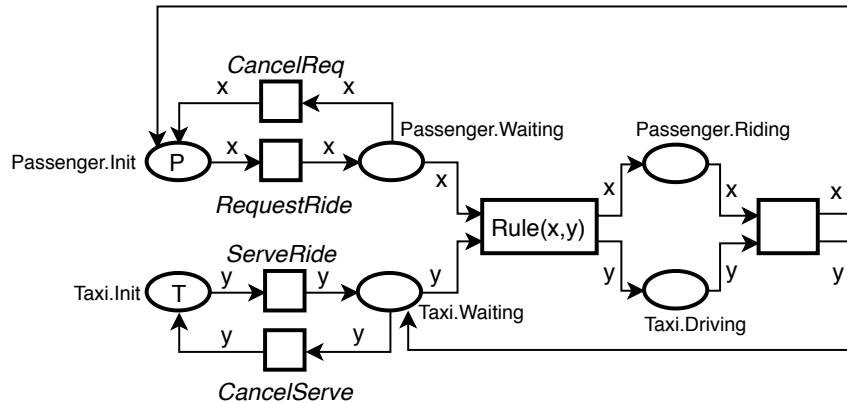 CancelReq
x
x
Passenger.Waiting
Passenger.Riding
Passenger.Init
P
x
x
x
x
x
x
RequestRide
Rule(x,y)
ServeRide
y
y
y
y
y
y
Taxi.Init
T
Taxi.Waiting
Taxi.Driving
y
y
CancelServe